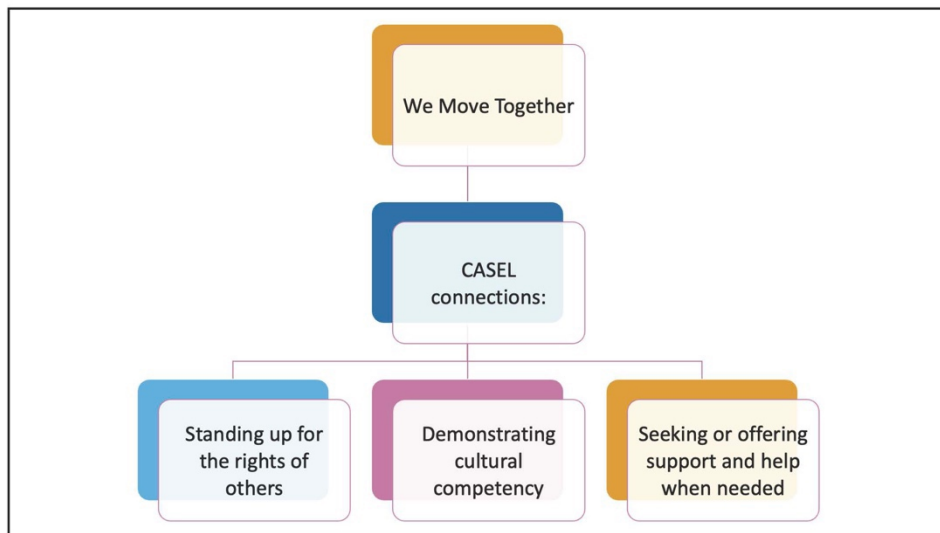 We Move Together
CASEL
connections:
Standing up for
the rights of
others
Demonstrating
cultural
competency
Seeking or offering
support and help
when needed